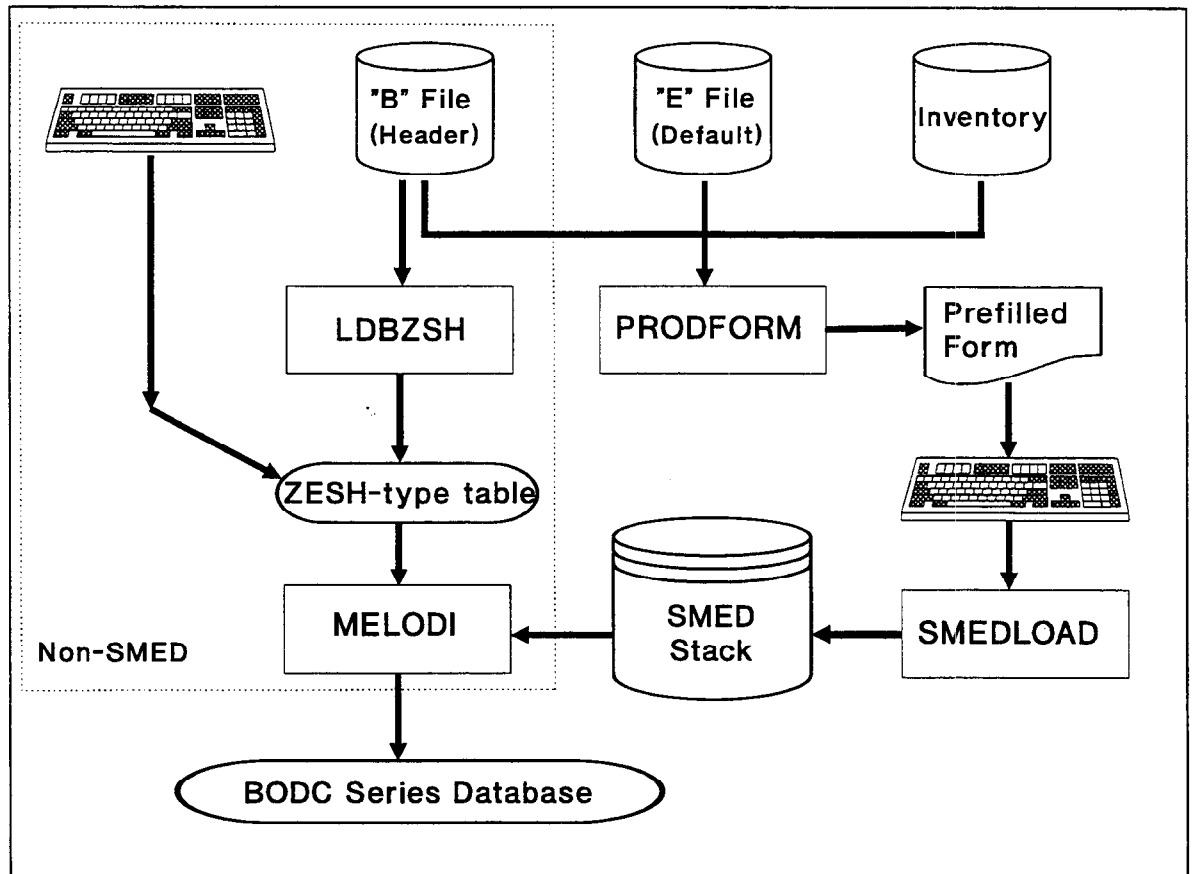 "B" File
(Header)
"E" File
(Default)
Inventory
LDBZSH
PRODFORM
Prefilled
Form
ZESH-type table
MELODI
SMED
Stack
SMEDLOAD
Non-SMED
BODC Series Database